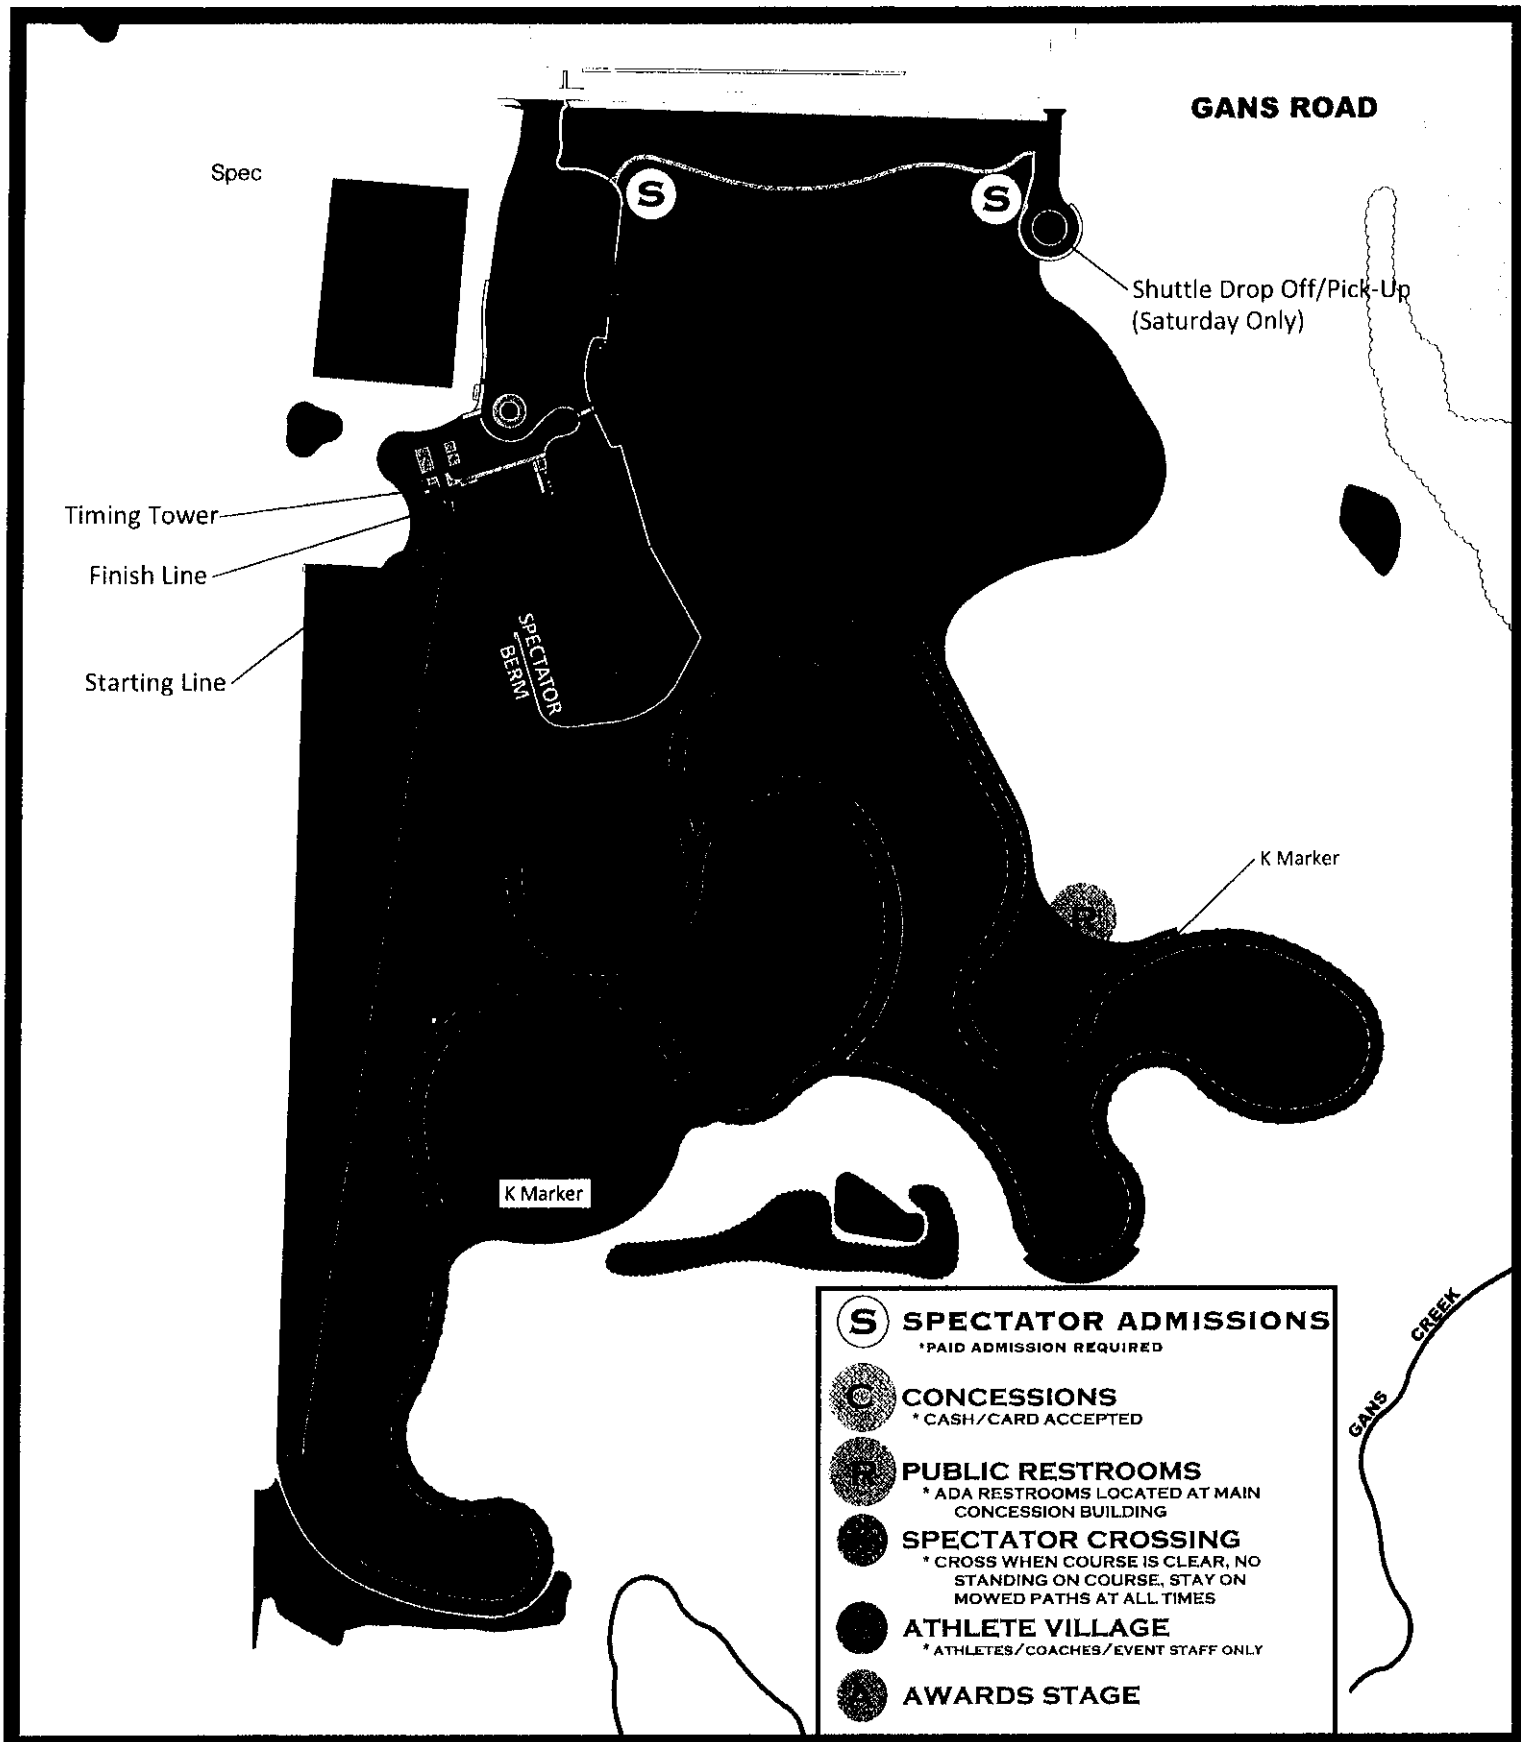 GANS ROAD
Spec
S
S
Shuttle Drop Off/Pick-Up
(Saturday Only)
Timing Tower
Finish Line
Starting Line
SPECTATOR
BERM
K Marker
R
K Marker
S SPECTATOR ADMISSIONS
*PAID ADMISSION REQUIRED
C CONCESSIONS
* CASH/CARD ACCEPTED
R PUBLIC RESTROOMS
* ADA RESTROOMS LOCATED AT MAIN
CONCESSION BUILDING
SPECTATOR CROSSING
* CROSS WHEN COURSE IS CLEAR, NO
STANDING ON COURSE, STAY ON
MOWED PATHS AT ALL TIMES
ATHLETE VILLAGE
* ATHLETES/COACHES/EVENT STAFF ONLY
A AWARDS STAGE
GANS CREEK